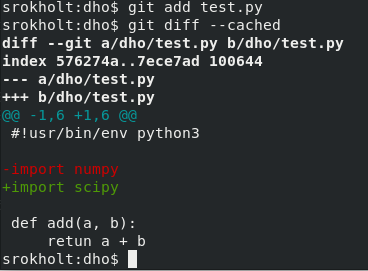 srokholt:dho$ git add test.py
srokholt:dho$ git diff --cached
diff --git a/dho/test.py b/dho/test.py
index 576274a..7ece7ad 100644
--- a/dho/test.py
+++ b/dho/test.py
@@ -1,6 +1,6 @@
 #!usr/bin/env python3

-import numpy
+import scipy

 def add(a, b):
     retun a + b
srokholt:dho$